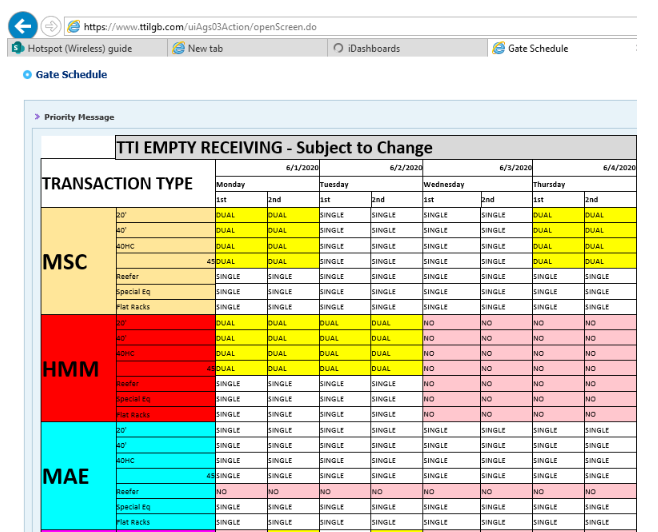 https://www.ttilgb.com/uiAgs03Action/openScreen.do
Hotspot (Wireless) guide New tab iDashboards Gate Schedule
Gate Schedule
Priority Message
TTI EMPTY RECEIVING - Subject to Change
6/1/2020 6/2/2020 6/3/2020 6/4/2020
TRANSACTION TYPE Monday Tuesday Wednesday Thursday
1st 2nd 1st 2nd 1st 2nd 1st 2nd
MSC
20' DUAL DUAL SINGLE SINGLE SINGLE SINGLE DUAL DUAL
40' DUAL DUAL SINGLE SINGLE SINGLE SINGLE DUAL DUAL
40HC DUAL DUAL SINGLE SINGLE SINGLE SINGLE DUAL DUAL
45 DUAL DUAL SINGLE SINGLE SINGLE SINGLE DUAL DUAL
Reefer SINGLE SINGLE SINGLE SINGLE SINGLE SINGLE SINGLE SINGLE
Special Eq SINGLE SINGLE SINGLE SINGLE SINGLE SINGLE SINGLE SINGLE
Flat Racks SINGLE SINGLE SINGLE SINGLE SINGLE SINGLE SINGLE SINGLE
HMM
20' DUAL DUAL DUAL DUAL NO NO NO NO
40' DUAL DUAL DUAL DUAL NO NO NO NO
40HC DUAL DUAL DUAL DUAL NO NO NO NO
45 DUAL DUAL DUAL DUAL NO NO NO NO
Reefer SINGLE SINGLE SINGLE SINGLE NO NO NO NO
Special Eq SINGLE SINGLE SINGLE SINGLE NO NO NO NO
Flat Racks SINGLE SINGLE SINGLE SINGLE NO NO NO NO
MAE
20' SINGLE SINGLE SINGLE SINGLE SINGLE SINGLE SINGLE SINGLE
40' SINGLE SINGLE SINGLE SINGLE SINGLE SINGLE SINGLE SINGLE
40HC SINGLE SINGLE SINGLE SINGLE SINGLE SINGLE SINGLE SINGLE
45 SINGLE SINGLE SINGLE SINGLE SINGLE SINGLE SINGLE SINGLE
Reefer NO NO NO NO NO NO NO NO
Special Eq SINGLE SINGLE SINGLE SINGLE SINGLE SINGLE SINGLE SINGLE
Flat Racks SINGLE SINGLE SINGLE SINGLE SINGLE SINGLE SINGLE SINGLE